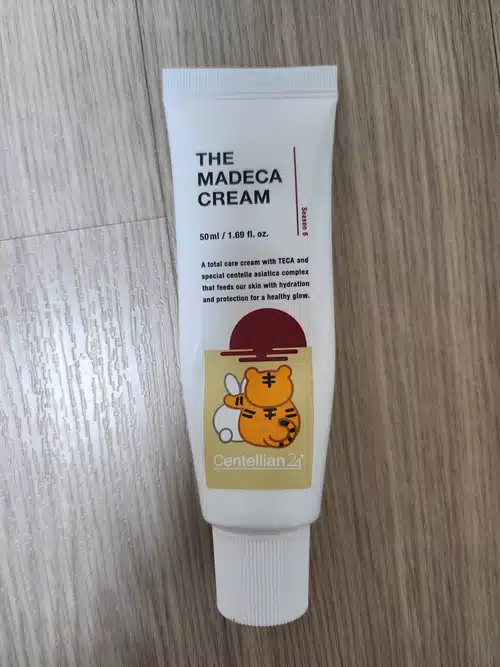 THE
MADECA
CREAM
Season 6
50ml / 1.69 fl. oz.
A total care cream with TECA and
special centella asiatica complex
that feeds our skin with hydration
and protection for a healthy glow.
Centellian24